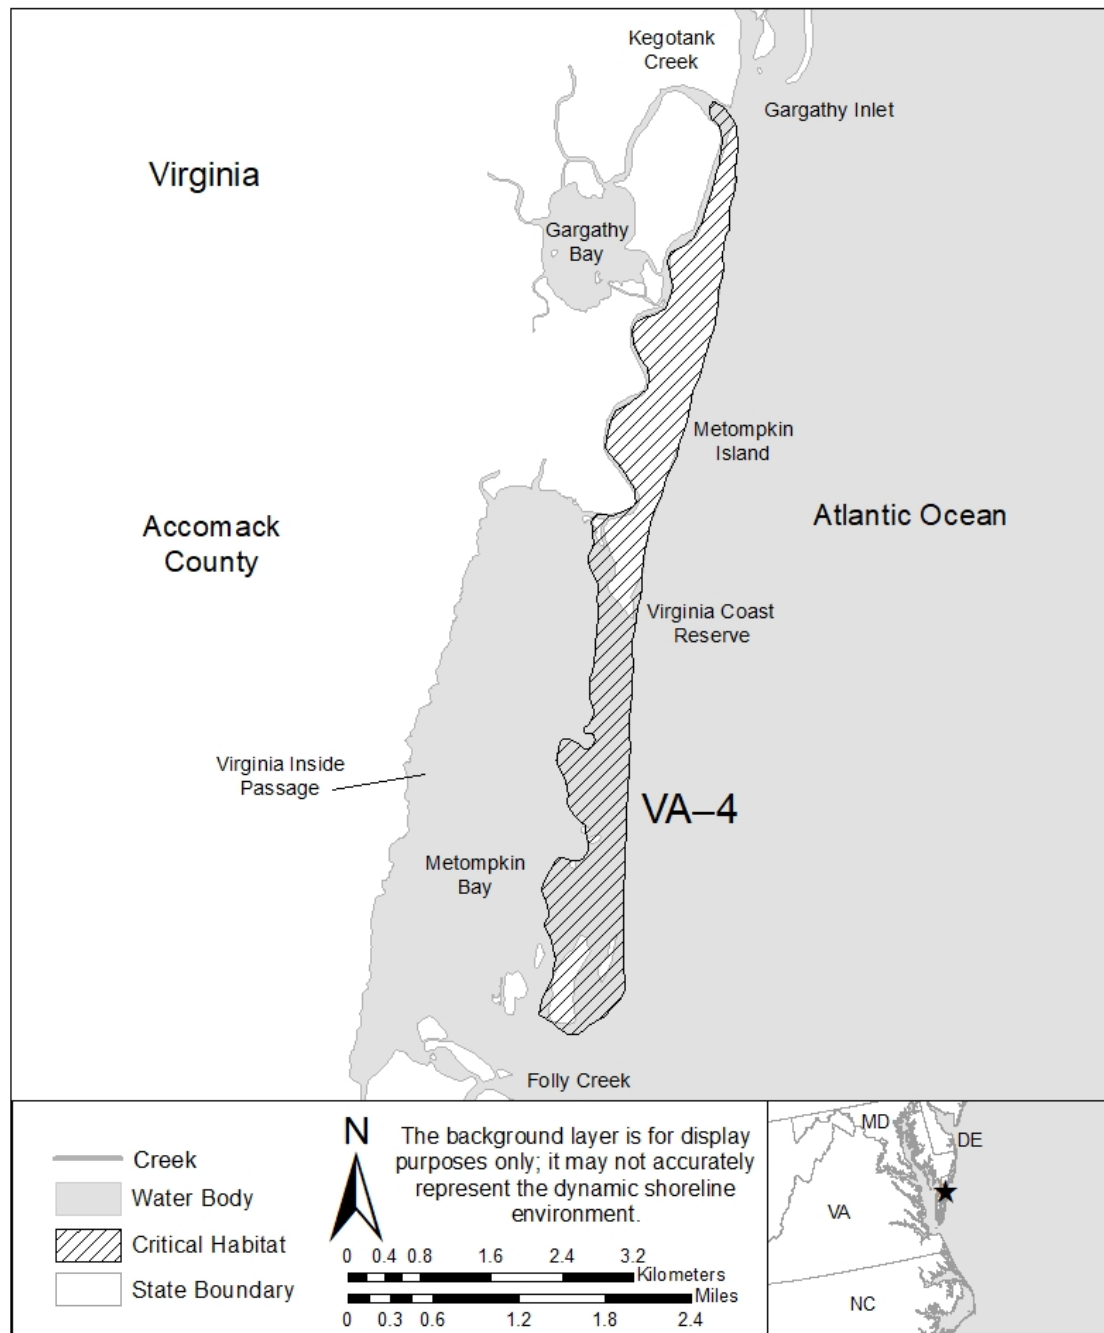 Kegotank
Creek
Gargathy Inlet
Virginia
Gargathy
Bay
Metompkin
Island
Atlantic Ocean
Accomack
County
Virginia Coast
Reserve
Virginia Inside
Passage
VA–4
Metompkin
Bay
Folly Creek
Creek
Water Body
Critical Habitat
State Boundary
N
The background layer is for display
purposes only; it may not accurately
represent the dynamic shoreline
environment.
0 0.4 0.8 1.6 2.4 3.2
Kilometers
Miles
0 0.3 0.6 1.2 1.8 2.4
MD
DE
VA
NC